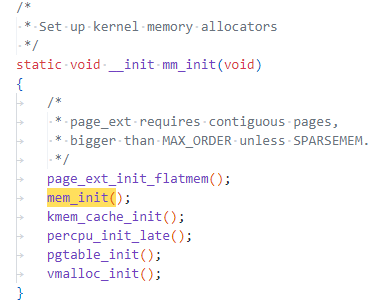 /*
 * Set up kernel memory allocators
 */
static void __init mm_init(void)
{
	/*
	 * page_ext requires contiguous pages,
	 * bigger than MAX_ORDER unless SPARSEMEM.
	 */
	page_ext_init_flatmem();
	mem_init();
	kmem_cache_init();
	percpu_init_late();
	pgtable_init();
	vmalloc_init();
}